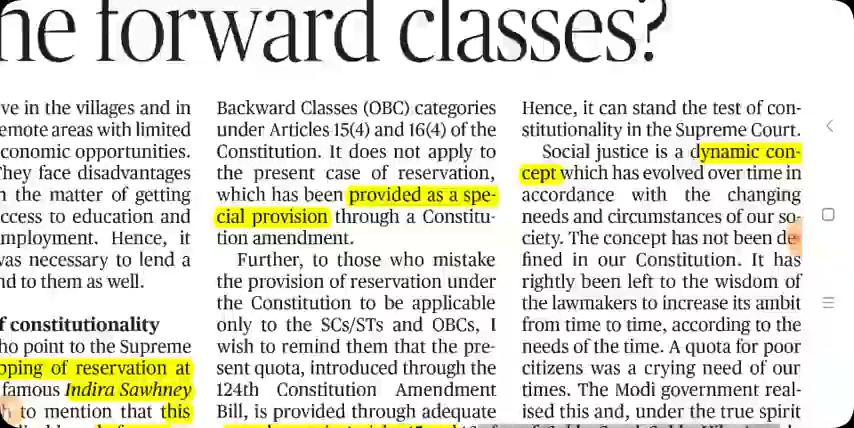 he forward classes?
ve in the villages and in
emote areas with limited
conomic opportunities.
hey face disadvantages
n the matter of getting
ccess to education and
mployment. Hence, it
vas necessary to lend a
nd to them as well.
f constitutionality
ho point to the Supreme
pping of reservation at
famous Indira Sawhney
h to mention that this
Backward Classes (OBC) categories
under Articles 15(4) and 16(4) of the
Constitution. It does not apply to
the present case of reservation,
which has been provided as a spe-
cial provision through a Constitu-
tion amendment.
Further, to those who mistake
the provision of reservation under
the Constitution to be applicable
only to the SCs/STs and OBCs, I
wish to remind them that the pre-
sent quota, introduced through the
124th Constitution Amendment
Bill, is provided through adequate
Hence, it can stand the test of con-
stitutionality in the Supreme Court.
Social justice is a dynamic con-
cept which has evolved over time in
accordance with the changing
needs and circumstances of our so-
ciety. The concept has not been de-
fined in our Constitution. It has
rightly been left to the wisdom of
the lawmakers to increase its ambit
from time to time, according to the
needs of the time. A quota for poor
citizens was a crying need of our
times. The Modi government real-
ised this and, under the true spirit